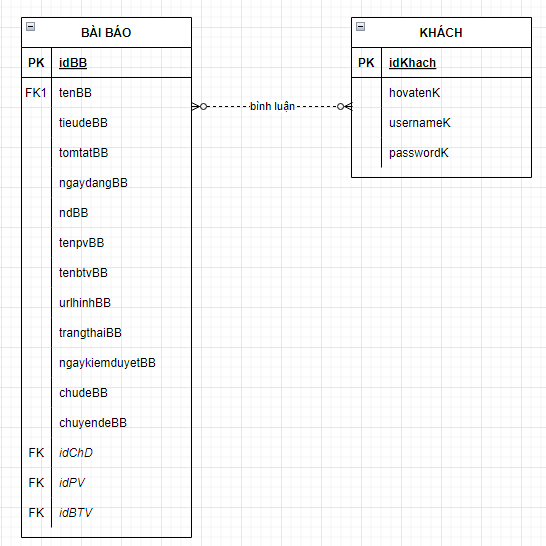 BÀI BÁO
PK idBB
FK1 tenBB
tieudeBB
tomtatBB
ngaydangBB
ndBB
tenpvBB
tenbtvBB
urlhinhBB
trangthaiBB
ngaykiemduyetBB
chudeBB
chuyendeBB
FK idChD
FK idPV
FK idBTV
bình luận
KHÁCH
PK idKhach
hovatenK
usernameK
passwordK